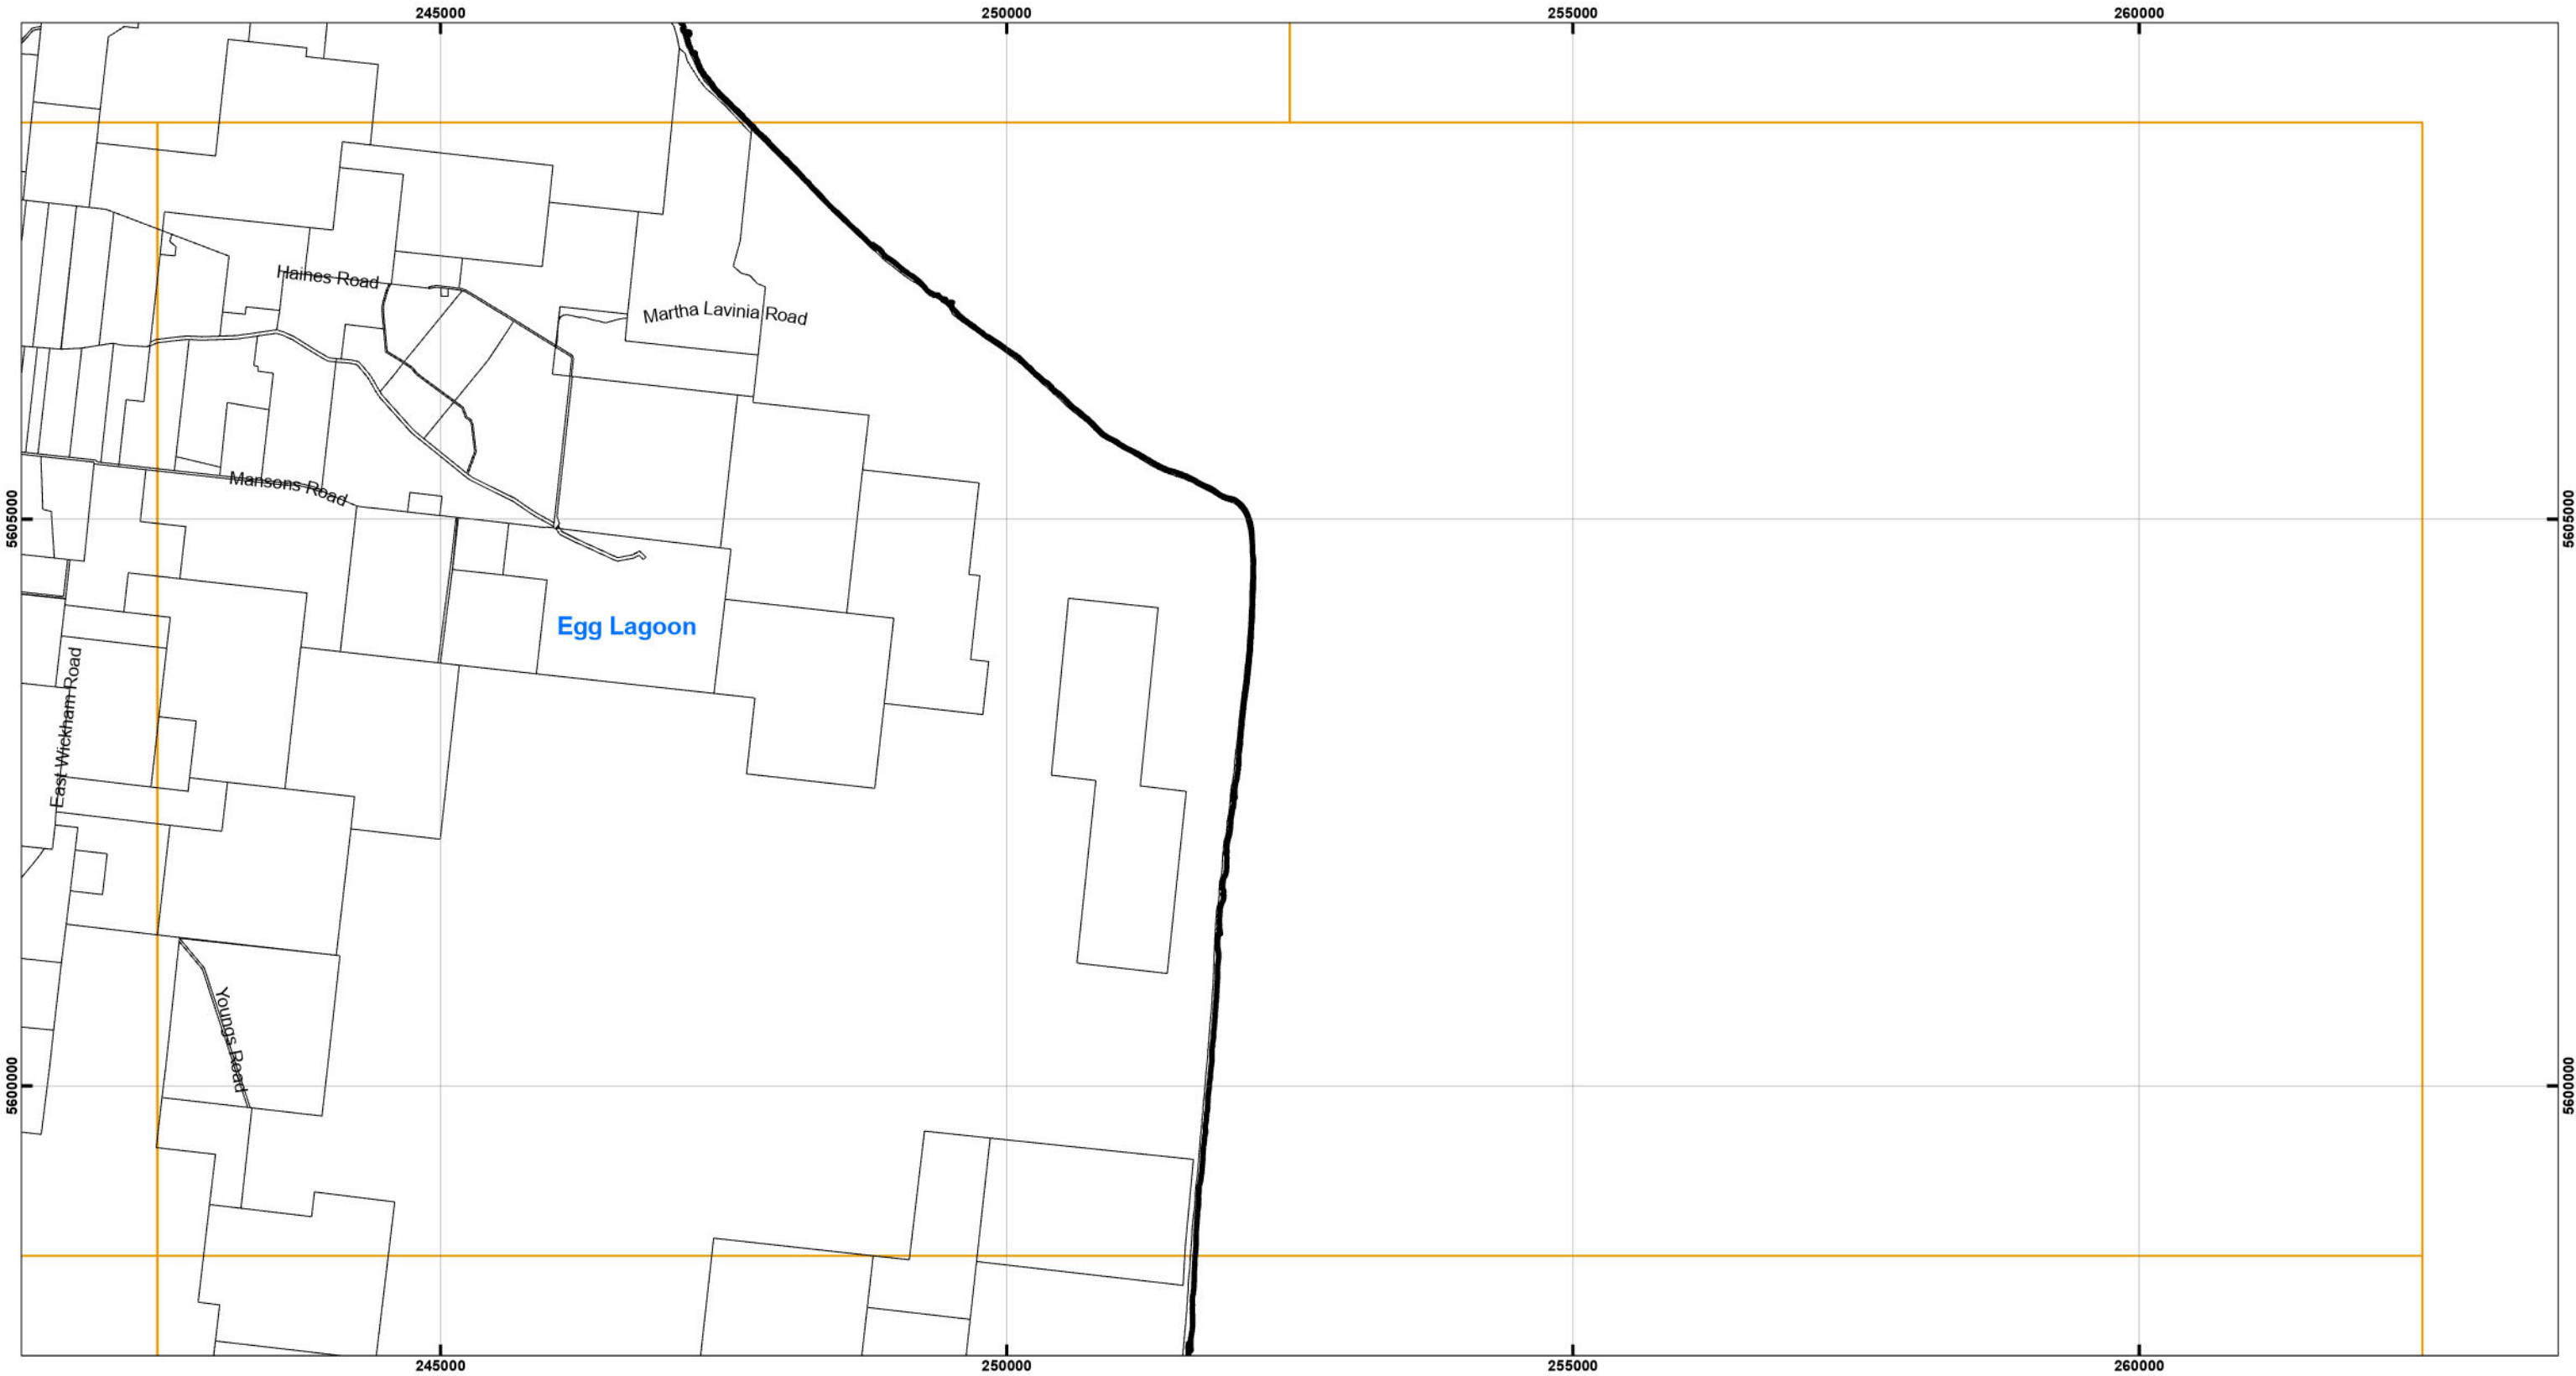 245000
250000
255000
260000
Haines Road
Martha Lavinia Road
Mansons Road
5605000
5605000
Egg Lagoon
East Wickham Road
Youngs Road
5600000
5600000
245000
250000
255000
260000